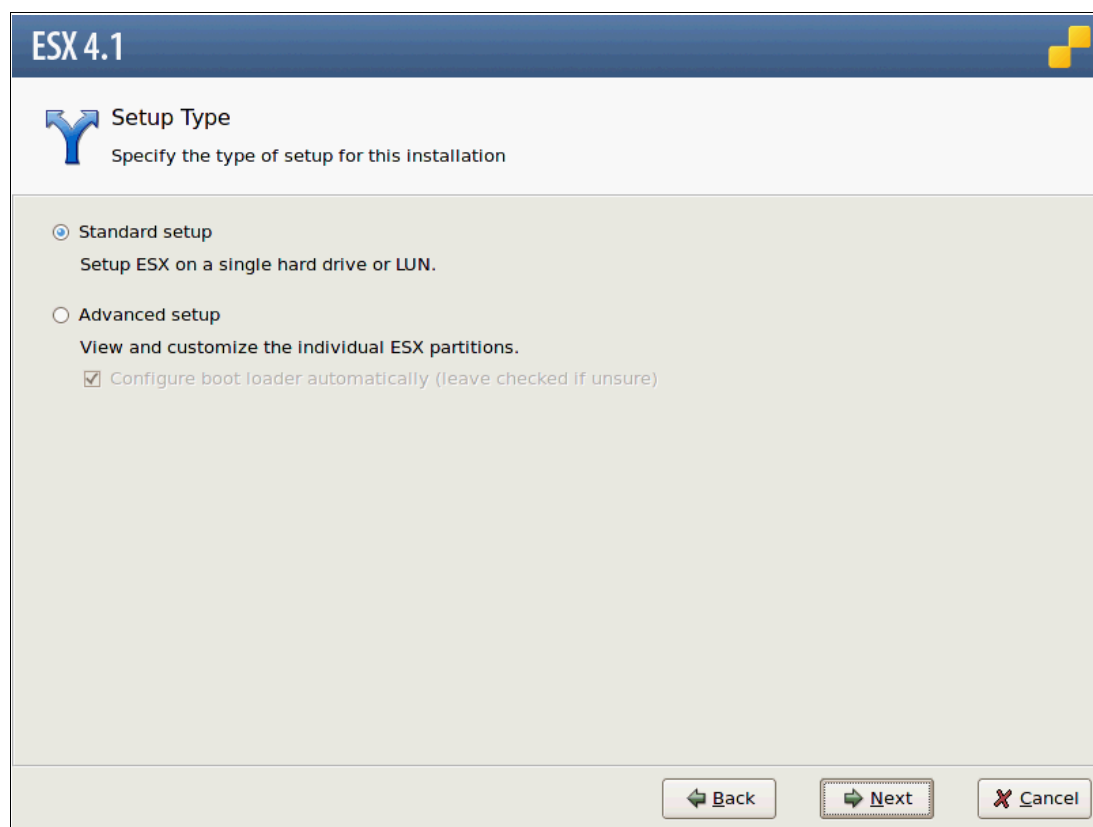 ESX 4.1
Setup Type
Specify the type of setup for this installation
Standard setup
Setup ESX on a single hard drive or LUN.
Advanced setup
View and customize the individual ESX partitions.
Configure boot loader automatically (leave checked if unsure)
Back
Next
Cancel